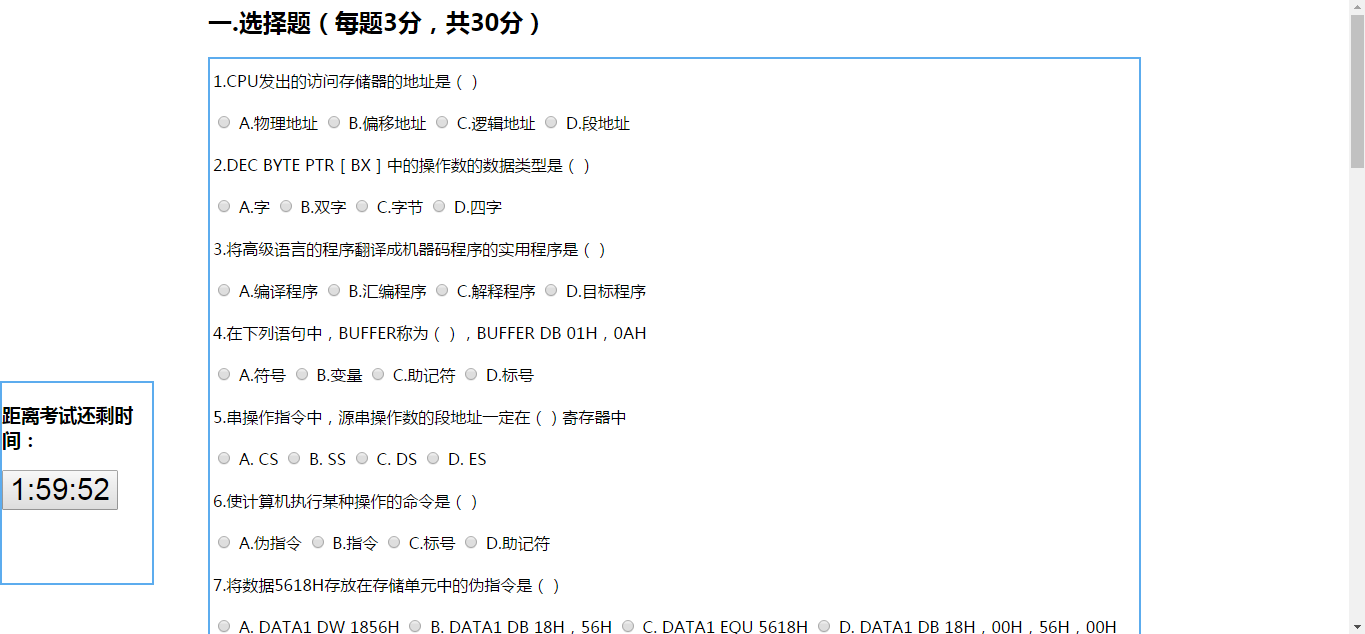 一.选择题（每题3分，共30分）
1.CPU发出的访问存储器的地址是（ ）
A.物理地址 B.偏移地址 C.逻辑地址 D.段地址
2.DEC BYTE PTR［BX］中的操作数的数据类型是（ ）
A.字 B.双字 C.字节 D.四字
3.将高级语言的程序翻译成机器码程序的实用程序是（ ）
A.编译程序 B.汇编程序 C.解释程序 D.目标程序
4.在下列语句中，BUFFER称为（ ），BUFFER DB 01H，0AH
A.符号 B.变量 C.助记符 D.标号
5.串操作指令中，源串操作数的段地址一定在（ ）寄存器中
A. CS B. SS C. DS D. ES
6.使计算机执行某种操作的命令是（ ）
A.伪指令 B.指令 C.标号 D.助记符
7.将数据5618H存放在存储单元中的伪指令是（ ）
A. DATA1 DW 1856H B. DATA1 DB 18H，56H C. DATA1 EQU 5618H D. DATA1 DB 18H，00H，56H，00H
距离考试还剩时
间：
1:59:52